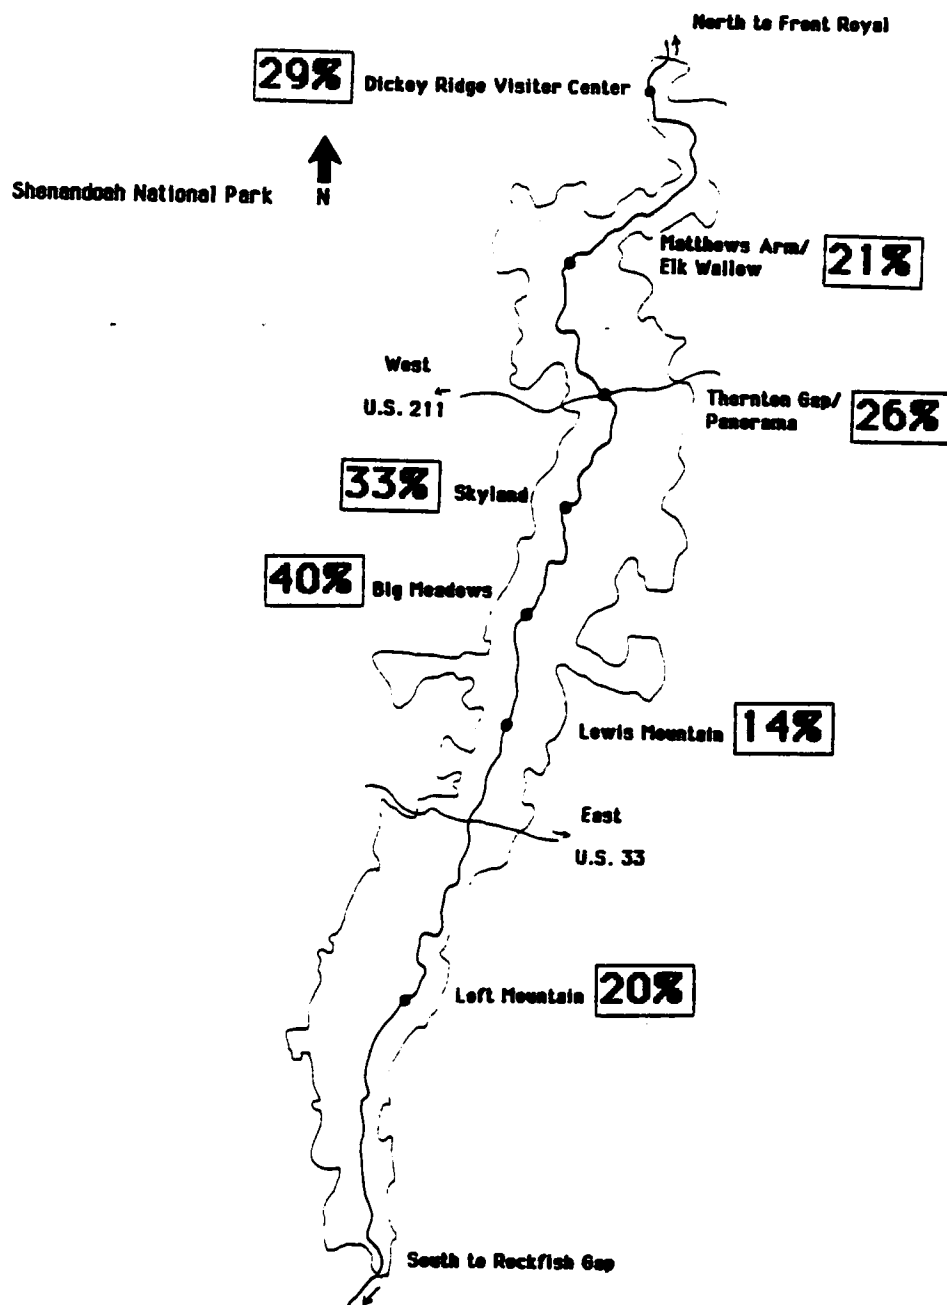 North to Front Royal
29% Dickey Ridge Visiter Center
N
Shenandoah National Park
Matthews Arm/
Elk Wallow
21%
West
U.S. 211
Thornton Gap/
Panorama
26%
33% Skyland
40% Big Meadows
Lewis Mountain 14%
East
U.S. 33
Loft Mountain 20%
South to Rockfish Gap